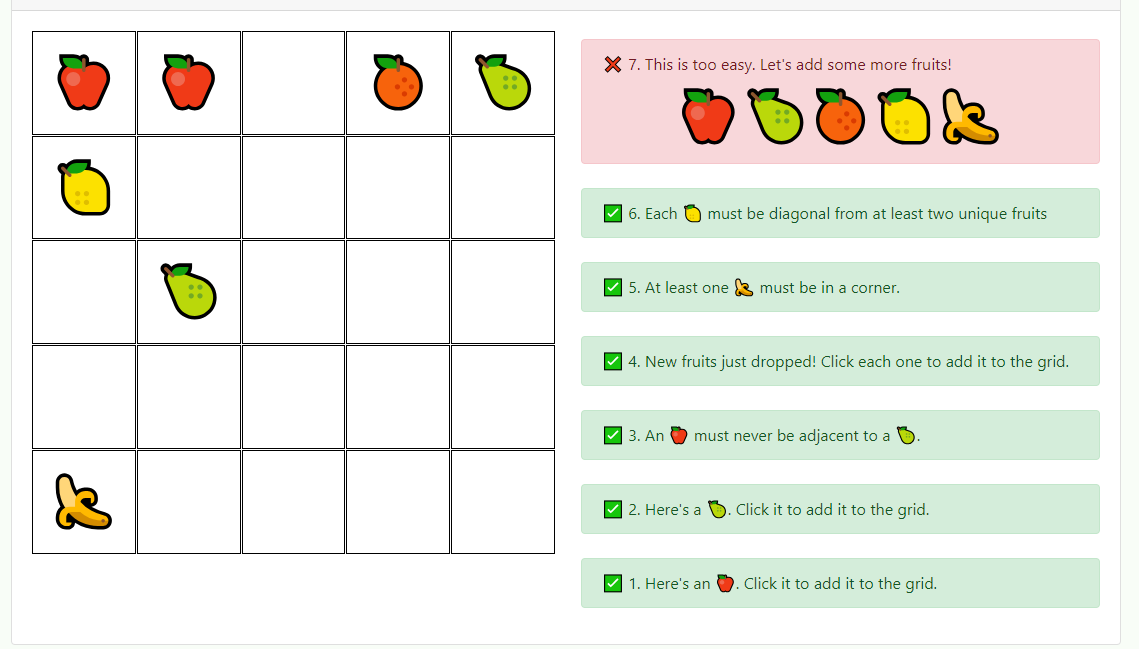 7. This is too easy. Let's add some more fruits!
6. Each 🍋 must be diagonal from at least two unique fruits
5. At least one 🍌 must be in a corner.
4. New fruits just dropped! Click each one to add it to the grid.
3. An 🍎 must never be adjacent to a 🍐.
2. Here's a 🍐. Click it to add it to the grid.
1. Here's an 🍎. Click it to add it to the grid.